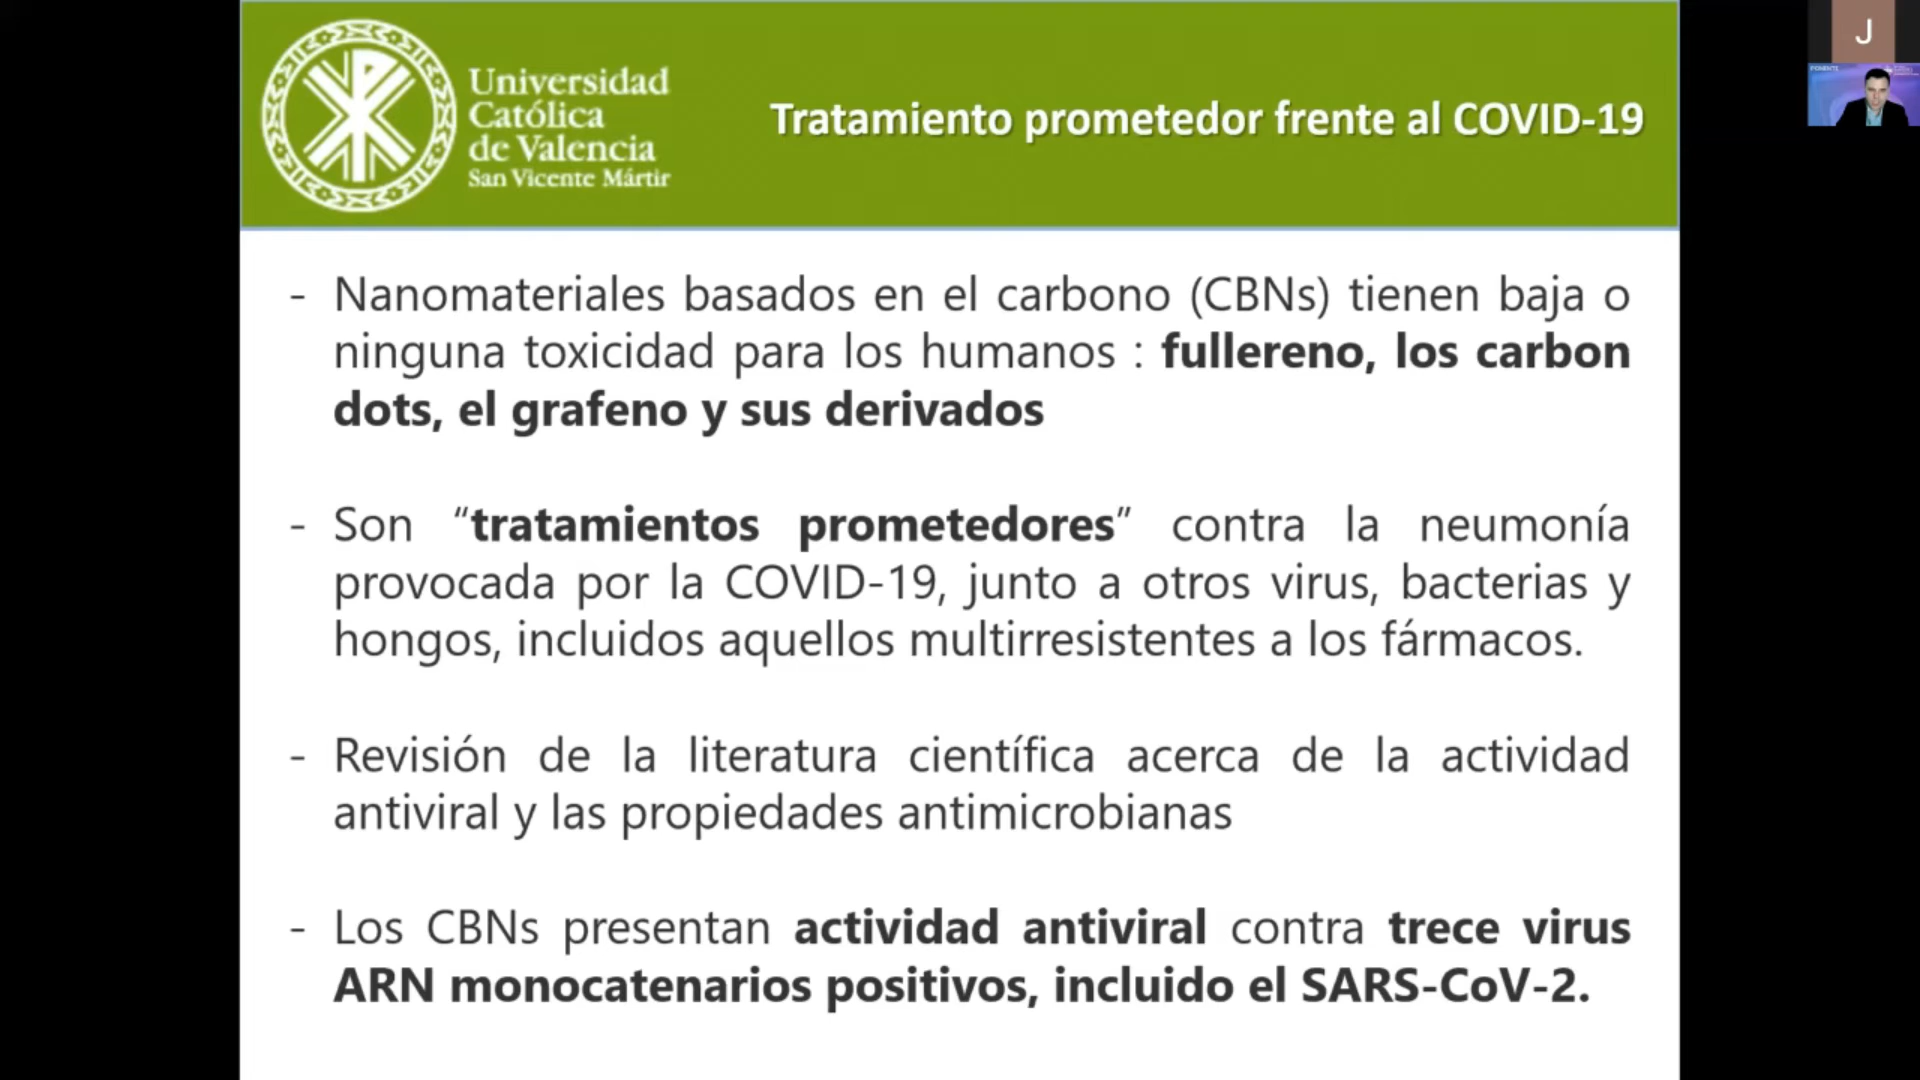 Universidad
Católica
de Valencia
San Vicente Mártir
Tratamiento prometedor frente al COVID-19
J
PONENTE
- Nanomateriales basados en el carbono (CBNs) tienen baja o
ninguna toxicidad para los humanos : fullereno, los carbon
dots, el grafeno y sus derivados
- Son “tratamientos prometedores” contra la neumonía
provocada por la COVID-19, junto a otros virus, bacterias y
hongos, incluidos aquellos multirresistentes a los fármacos.
- Revisión de la literatura científica acerca de la actividad
antiviral y las propiedades antimicrobianas
- Los CBNs presentan actividad antiviral contra trece virus
ARN monocatenarios positivos, incluido el SARS-CoV-2.